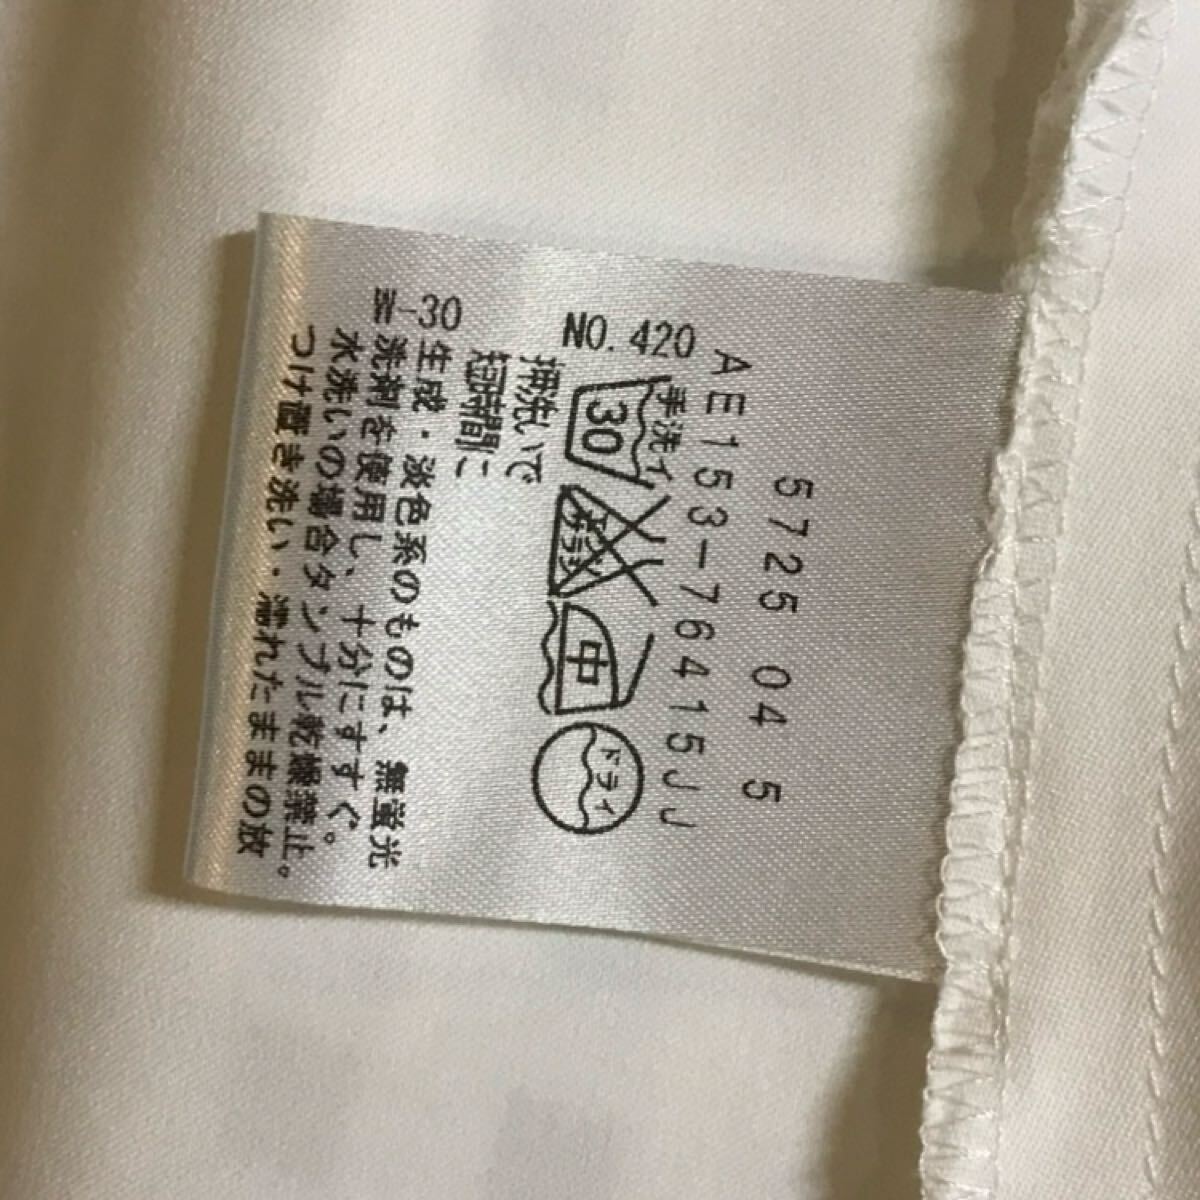 5725 04 5
AE153-76415JJ
NO. 420
手洗イ
30
エンソ
サラシ
中
ドライ
押洗いで
短時間に
ミ-30
生成・淡色系のものは、無蛍光
洗剤を使用し、十分にすすぐ。
水洗いの場合タンブル乾燥禁止。
つけ置き洗い・濡れたままの放